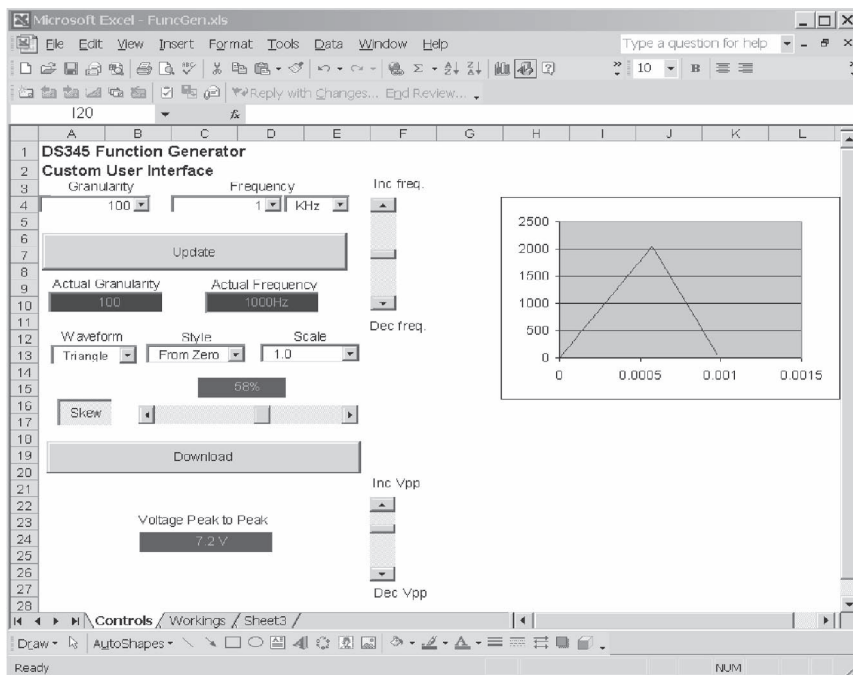 Microsoft Excel - FuncGen.xls
File Edit View Insert Format Tools Data Window Help Type a question for help
10 B
Reply with Changes... End Review...
I20 fx
A B C D E F G H I J K L
1 DS345 Function Generator
2 Custom User Interface
3 Granularity Frequency Inc freq.
4 100 1 KHz
5
6
7 Update
8
9 Actual Granularity Actual Frequency
10 100 1000Hz
11 Dec freq.
12 Waveform Style Scale
13 Triangle From Zero 1.0
14
15 58%
16 Skew
17
18
19 Download
20
21 Inc Vpp
22
23 Voltage Peak to Peak
24 7.2 V
25
26
27 Dec Vpp
28
2500
2000
1500
1000
500
0
0 0.0005 0.001 0.0015
Controls Workings Sheet3
Draw AutoShapes
Ready NUM